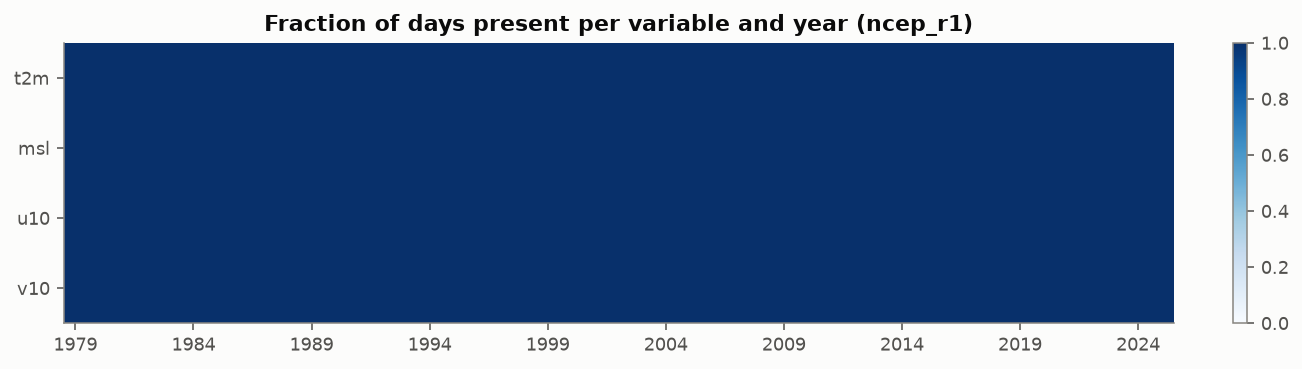 Fraction of days present per variable and year (ncep_r1)
t2m
msl
u10
v10
1979 1984 1989 1994 1999 2004 2009 2014 2019 2024
1.0
0.8
0.6
0.4
0.2
0.0